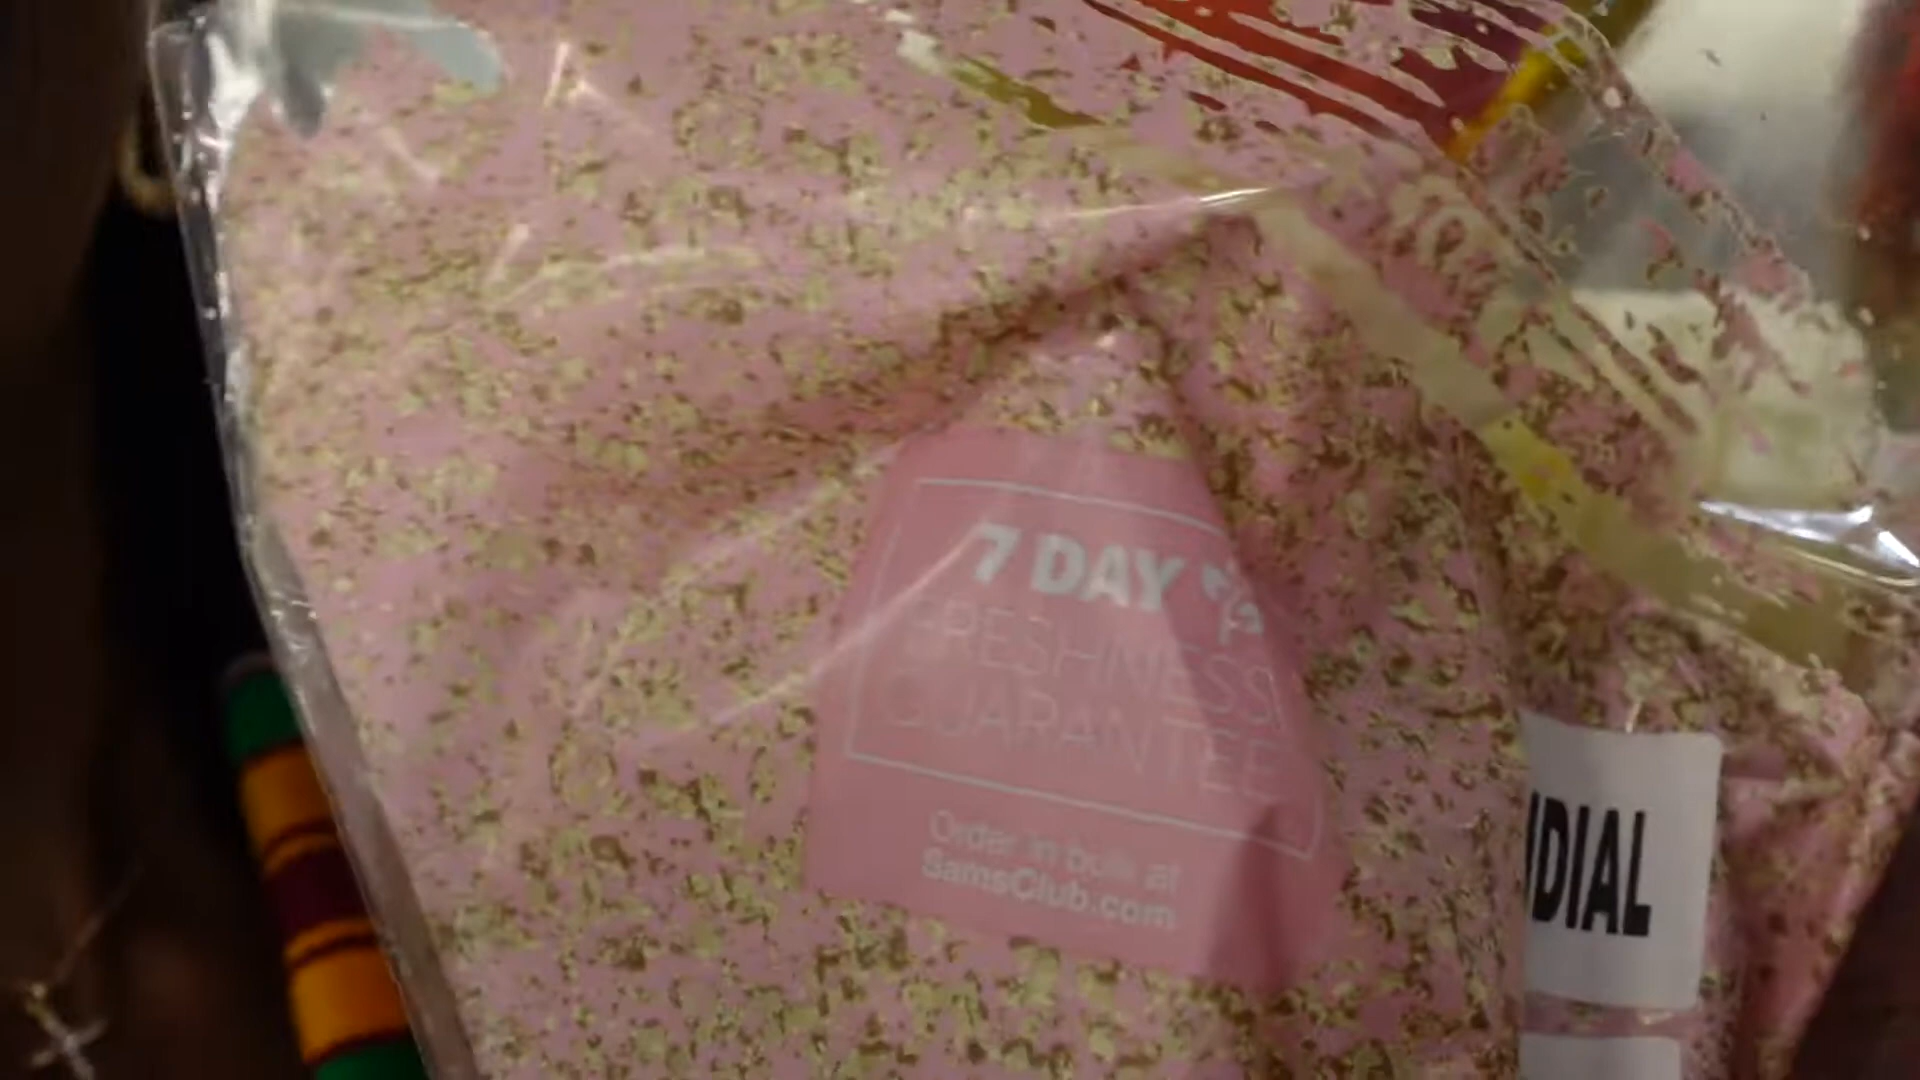 7 DAY
FRESHNESS
GUARANTEE
Order in bulk at
SamsClub.com
DIAL